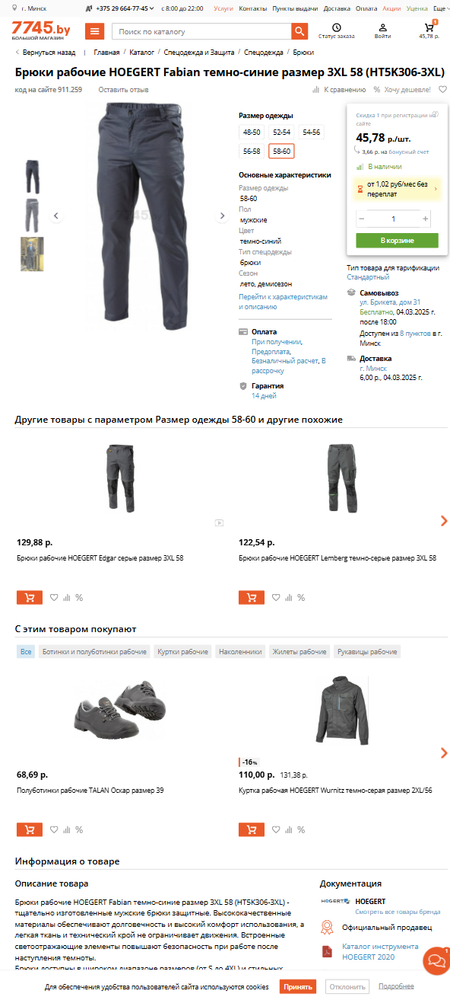 г. Минск
+375 29 664-77-45
с 8:00 до 22:00
Услуги
Контакты
Пункты выдачи
Доставка
Оплата
Акции
Уценка
Еще
7745.by
БОЛЬШОЙ МАГАЗИН
Поиск по каталогу
Статус заказа
Войти
1
45,78 р.
Вернуться назад | Главная / Каталог / Спецодежда и Защита / Спецодежда / Брюки
Брюки рабочие HOEGERT Fabian темно-синие размер 3XL 58 (HT5K306-3XL)
код на сайте 911.259
Оставить отзыв
К сравнению
% Хочу дешевле!
Размер одежды
48-50
52-54
54-56
56-58
58-60
Основные характеристики
Размер одежды
58-60
Пол
мужские
Цвет
темно-синий
Тип спецодежды
брюки
Сезон
лето, демисезон
Перейти к характеристикам
и описанию
Оплата
При получении,
Предоплата,
Безналичный расчет, В
рассрочку
Гарантия
14 дней
Скидка 1 при регистрации на
сайте
45,78 р./шт.
3,66 р. на бонусный счет
В наличии
от 1,02 руб/мес без
переплат
− 1 +
В корзине
Тип товара для тарификации
Стандартный
Самовывоз
ул. Брикета, дом 31
Бесплатно, 04.03.2025 г.
после 18:00
Доступен из 8 пунктов в г.
Минск
Доставка
г. Минск
6,00 р., 04.03.2025 г.
7745.by
Другие товары с параметром Размер одежды 58-60 и другие похожие
129,88 р.
Брюки рабочие HOEGERT Edgar серые размер 3XL 58
%
122,54 р.
Брюки рабочие HOEGERT Lemberg темно-серые размер 3XL 58
%
С этим товаром покупают
Все
Ботинки и полуботинки рабочие
Куртки рабочие
Наколенники
Жилеты рабочие
Рукавицы рабочие
68,69 р.
Полуботинки рабочие TALAN Оскар размер 39
%
-16%
110,00 р. 131,38 р.
Куртка рабочая HOEGERT Wurnitz темно-серая размер 2XL/56
%
Информация о товаре
Описание товара
Брюки рабочие HOEGERT Fabian темно-синие размер 3XL 58 (HT5K306-3XL) -
тщательно изготовленные мужские брюки защитные. Высококачественные
материалы обеспечивают долговечность и высокий комфорт использования, а
легкая ткань и технический крой не ограничивает движения. Встроенные
светоотражающие элементы повышают безопасность при работе после
наступления темноты.
Брюки доступны в широком диапазоне размеров (от S до 4XL) и стильных
Документация
HOEGERT
HOEGERT
Смотреть все товары бренда
Официальный продавец
Каталог инструмента
HOEGERT 2020
1
Для обеспечения удобства пользователей сайта используются cookies
Принять
Отклонить
Подробнее